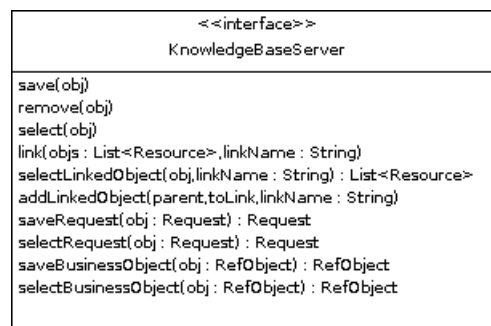 <<interface>>
KnowledgeBaseServer
save(obj)
remove(obj)
select(obj)
link(objs : List<Resource>,linkName : String)
selectLinkedObject(obj,linkName : String) : List<Resource>
addLinkedObject(parent,toLink,linkName : String)
saveRequest(obj : Request) : Request
selectRequest(obj : Request) : Request
saveBusinessObject(obj : RefObject) : RefObject
selectBusinessObject(obj : RefObject) : RefObject